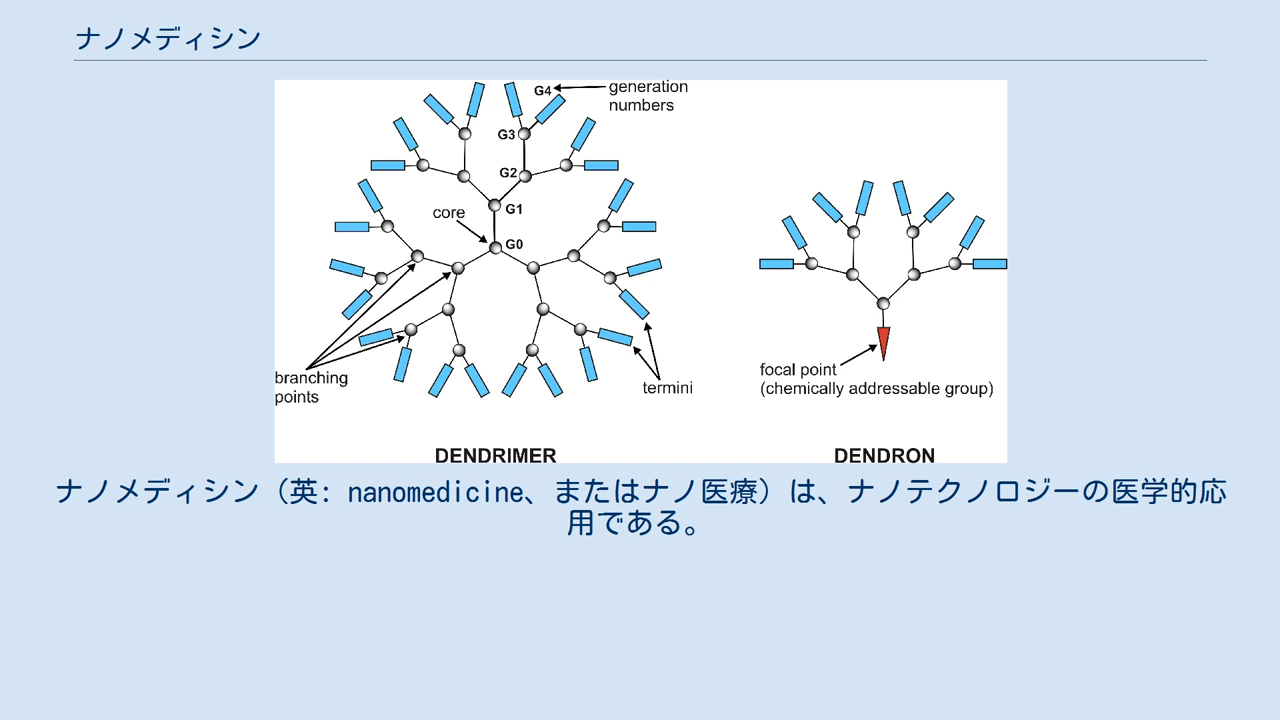 ナノメディシン
G4
generation
numbers
G3
G2
G1
core
G0
branching
points
termini
focal point
(chemically addressable group)
DENDRIMER
DENDRON
ナノメディシン（英: nanomedicine、またはナノ医療）は、ナノテクノロジーの医学的応
用である。